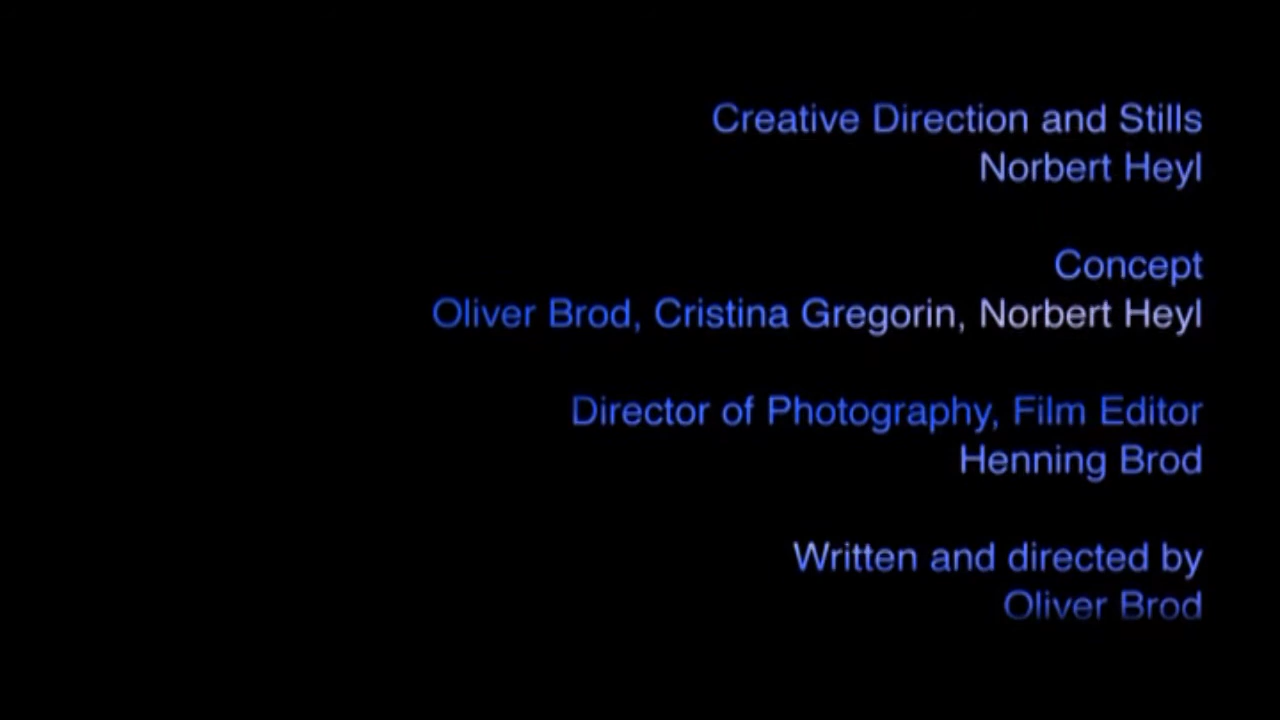 Creative Direction and Stills
Norbert Heyl
Concept
Oliver Brod, Cristina Gregorin, Norbert Heyl
Director of Photography, Film Editor
Henning Brod
Written and directed by
Oliver Brod